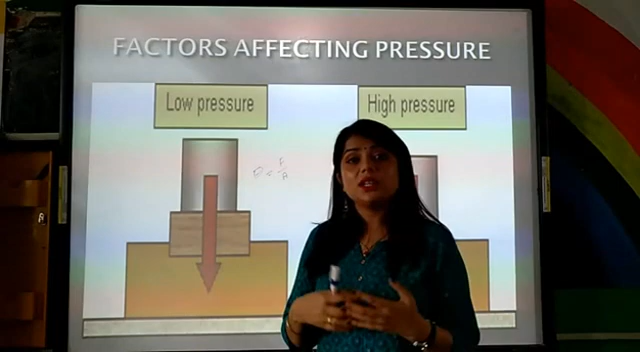 FACTORS AFFECTING PRESSURE
Low pressure
High pressure
P = F/A